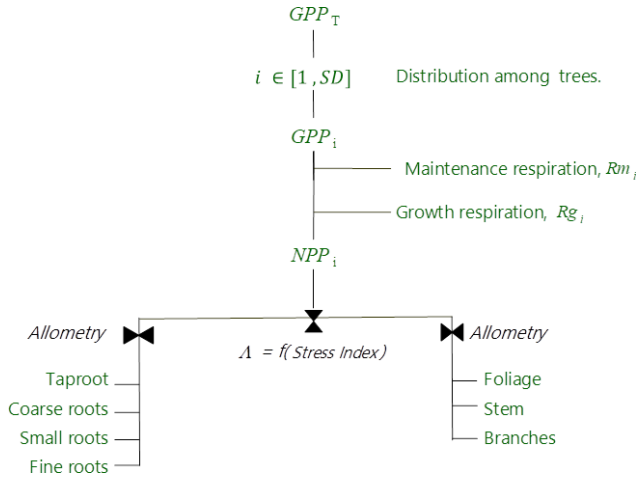 GPP_T
i ∈ [1 , SD] Distribution among trees.
GPP_i
Maintenance respiration, Rm_i
Growth respiration, Rg_i
NPP_i
Allometry
Λ = f( Stress Index)
Allometry
Taproot
Coarse roots
Small roots
Fine roots
Foliage
Stem
Branches